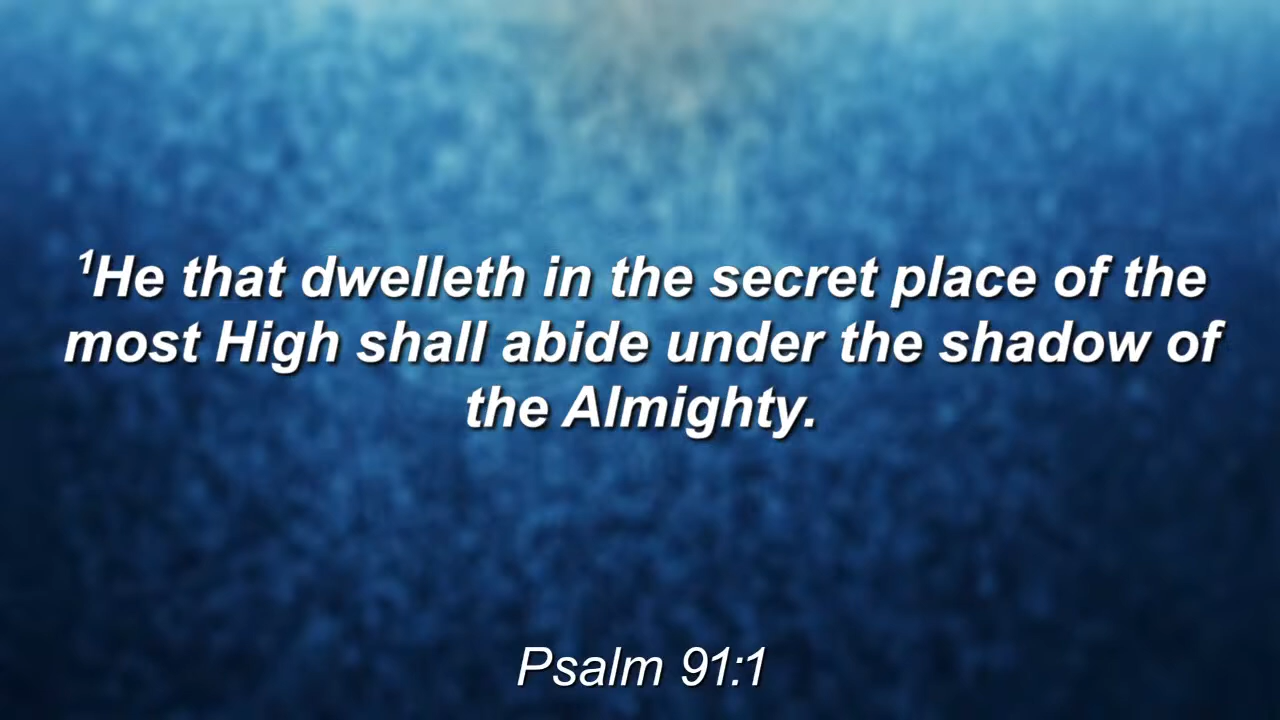 ¹He that dwelleth in the secret place of the
most High shall abide under the shadow of
the Almighty.
Psalm 91:1